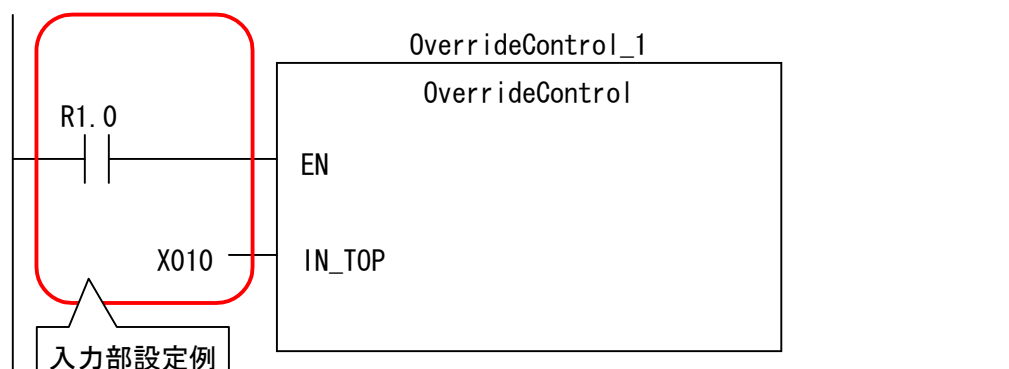 OverrideControl_1
OverrideControl
R1.0
EN
X010
IN_TOP
入力部設定例